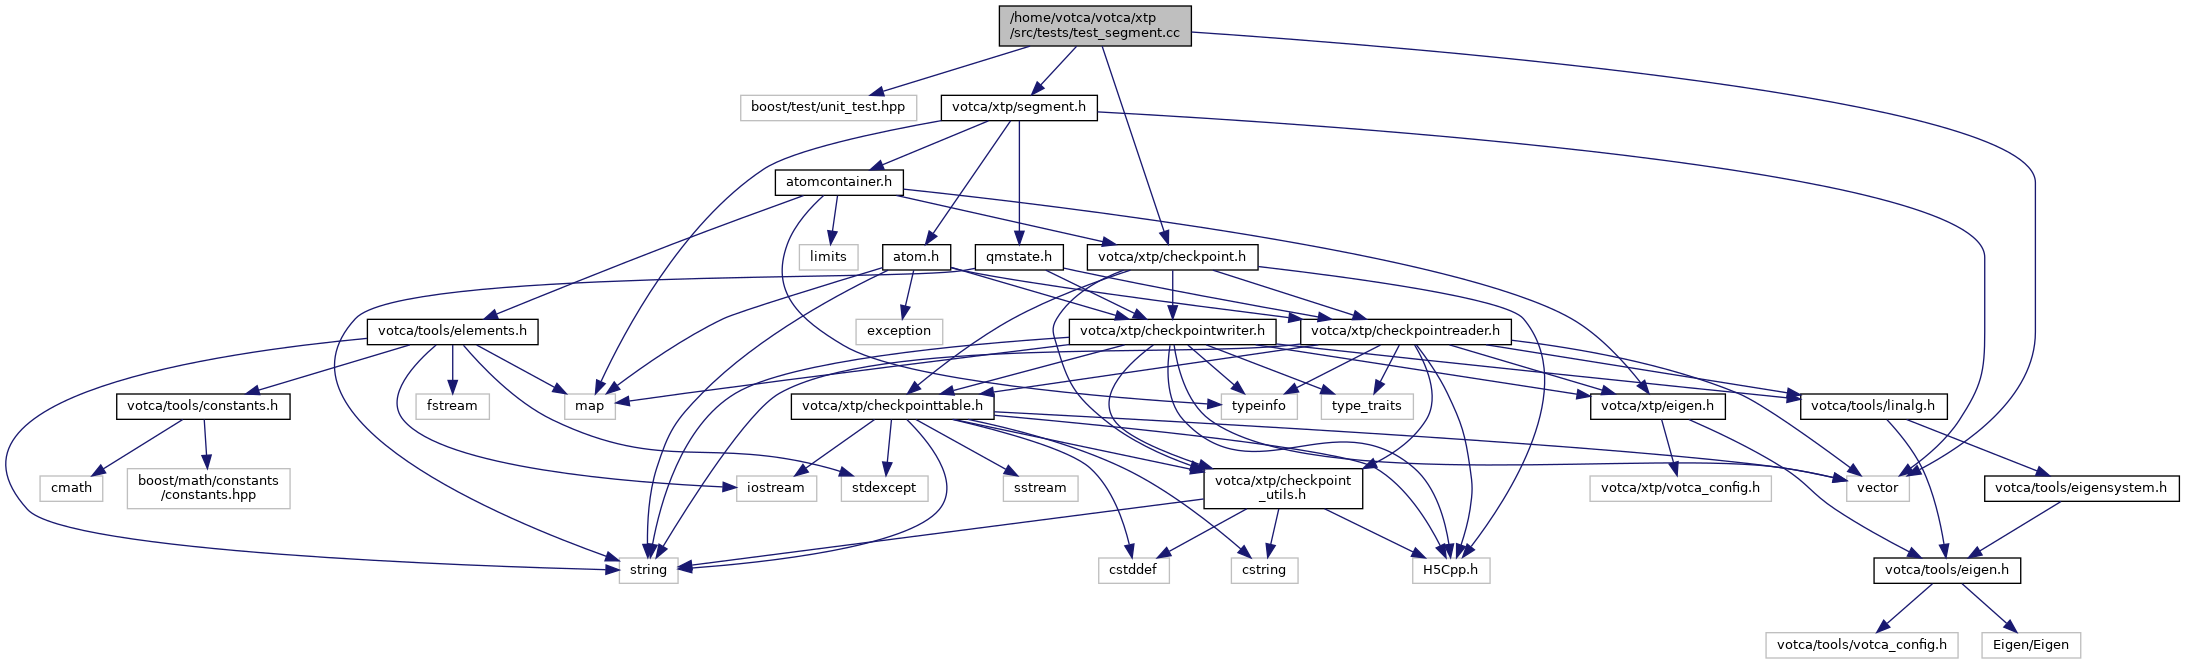 /home/votca/votca/xtp
/src/tests/test_segment.cc
boost/test/unit_test.hpp
votca/xtp/segment.h
atomcontainer.h
limits
atom.h
qmstate.h
votca/xtp/checkpoint.h
votca/tools/elements.h
exception
votca/xtp/checkpointwriter.h
votca/xtp/checkpointreader.h
votca/tools/constants.h
fstream
map
votca/xtp/checkpointtable.h
typeinfo
type_traits
votca/xtp/eigen.h
votca/tools/linalg.h
cmath
boost/math/constants
/constants.hpp
iostream
stdexcept
sstream
votca/xtp/checkpoint
_utils.h
votca/xtp/votca_config.h
vector
votca/tools/eigensystem.h
string
cstddef
cstring
H5Cpp.h
votca/tools/eigen.h
votca/tools/votca_config.h
Eigen/Eigen